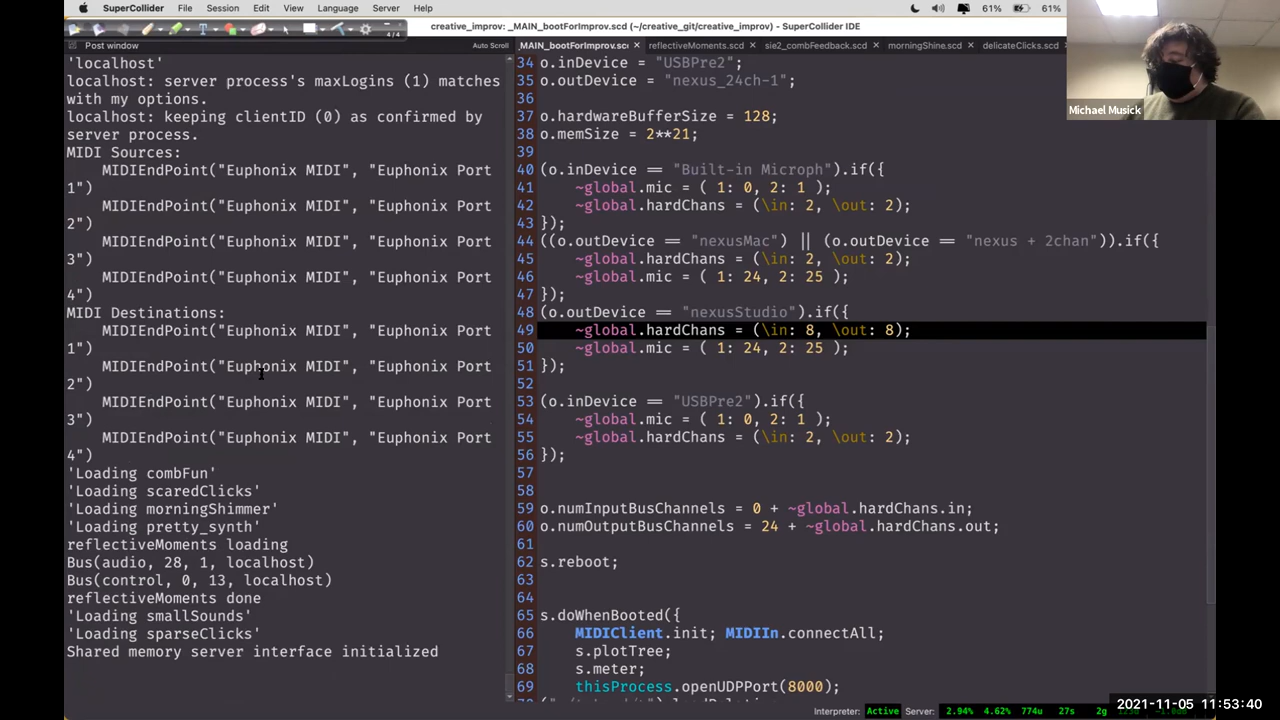 SuperCollider File Session Edit View Language Server Help 61% 61%
4/4
creative_improv: _MAIN_bootForImprov.scd (~/creative_git/creative_improv) - SuperCollider IDE
Post window Auto Scroll
_MAIN_bootForImprov.scd reflectiveMoments.scd sie2_combFeedback.scd morningShine.scd delicateClicks.scd
'localhost'
localhost: server process's maxLogins (1) matches
with my options.
localhost: keeping clientID (0) as confirmed by
server process.
MIDI Sources:
MIDIEndPoint("Euphonix MIDI", "Euphonix Port
1")
MIDIEndPoint("Euphonix MIDI", "Euphonix Port
2")
MIDIEndPoint("Euphonix MIDI", "Euphonix Port
3")
MIDIEndPoint("Euphonix MIDI", "Euphonix Port
4")
MIDI Destinations:
MIDIEndPoint("Euphonix MIDI", "Euphonix Port
1")
MIDIEndPoint("Euphonix MIDI", "Euphonix Port
2")
MIDIEndPoint("Euphonix MIDI", "Euphonix Port
3")
MIDIEndPoint("Euphonix MIDI", "Euphonix Port
4")
'Loading combFun'
'Loading scaredClicks'
'Loading morningShimmer'
'Loading pretty_synth'
reflectiveMoments loading
Bus(audio, 28, 1, localhost)
Bus(control, 0, 13, localhost)
reflectiveMoments done
'Loading smallSounds'
'Loading sparseClicks'
Shared memory server interface initialized
34 o.inDevice = "USBPre2";
35 o.outDevice = "nexus_24ch-1";
36
37 o.hardwareBufferSize = 128;
38 o.memSize = 2**21;
39
40 (o.inDevice == "Built-in Microph").if({
41 ~global.mic = ( 1: 0, 2: 1 );
42 ~global.hardChans = (\in: 2, \out: 2);
43 });
44 ((o.outDevice == "nexusMac") || (o.outDevice == "nexus + 2chan")).if({
45 ~global.hardChans = (\in: 2, \out: 2);
46 ~global.mic = ( 1: 24, 2: 25 );
47 });
48 (o.outDevice == "nexusStudio").if({
49 ~global.hardChans = (\in: 8, \out: 8);
50 ~global.mic = ( 1: 24, 2: 25 );
51 });
52
53 (o.inDevice == "USBPre2").if({
54 ~global.mic = ( 1: 0, 2: 1 );
55 ~global.hardChans = (\in: 2, \out: 2);
56 });
57
58
59 o.numInputBusChannels = 0 + ~global.hardChans.in;
60 o.numOutputBusChannels = 24 + ~global.hardChans.out;
61
62 s.reboot;
63
64
65 s.doWhenBooted({
66 MIDIClient.init; MIDIIn.connectAll;
67 s.plotTree;
68 s.meter;
69 thisProcess.openUDPPort(8000);
Michael Musick
Interpreter: Active Server: 2.94% 4.62% 774u 27s 2g
2021-11-05 11:53:40